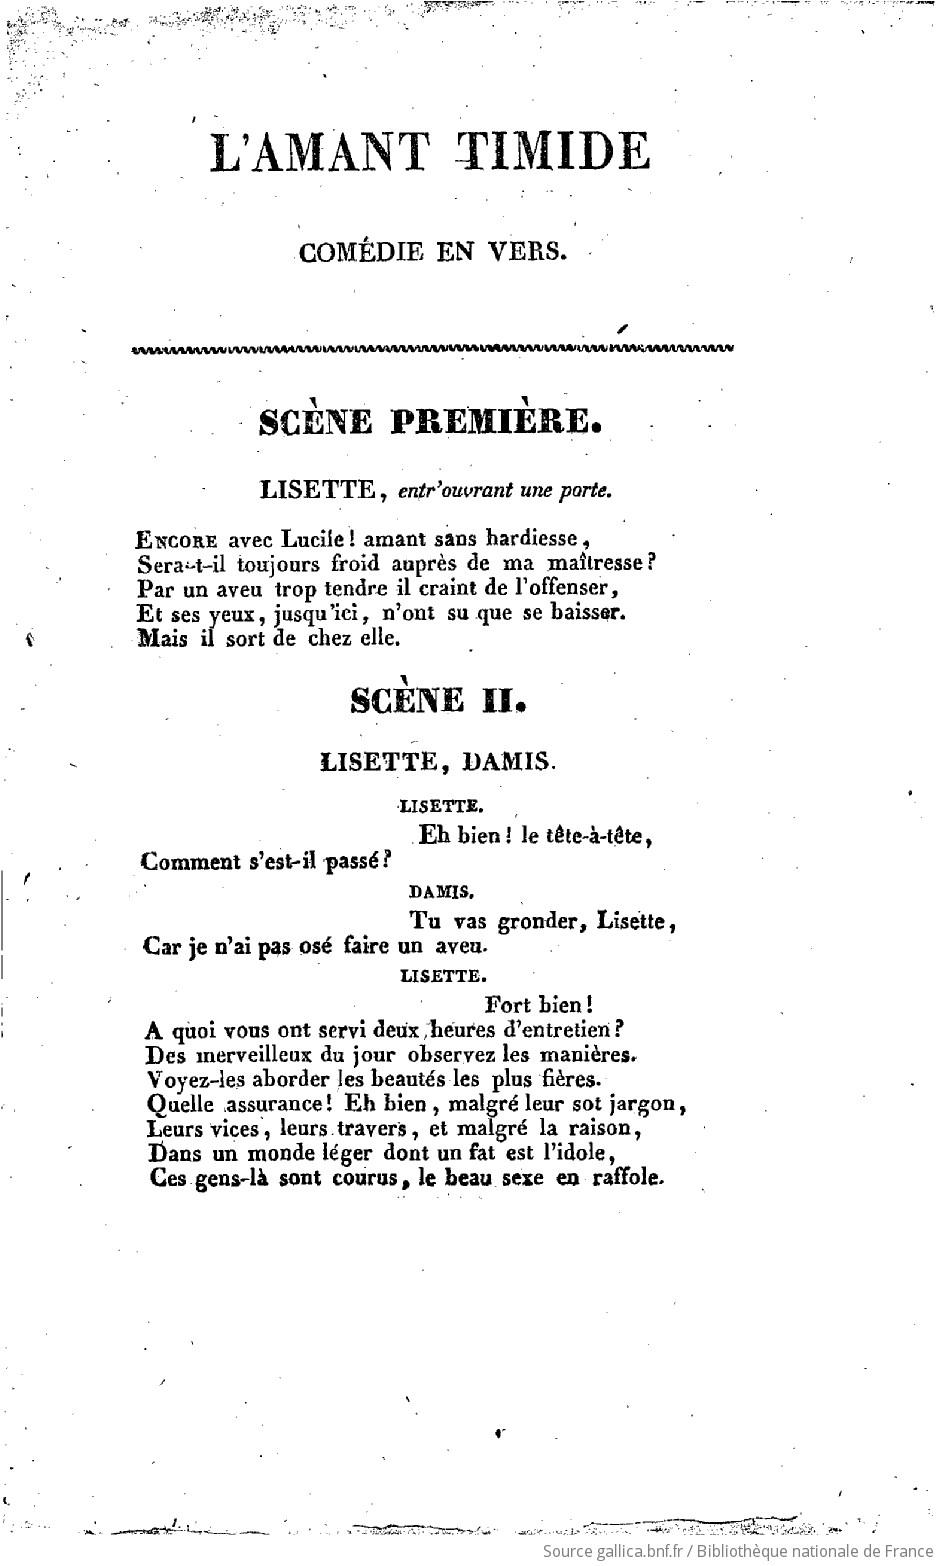 L'AMANT TIMIDE
COMÉDIE EN VERS.
SCÈNE PREMIÈRE.
LISETTE, entr'ouvrant une porte.
ENCORE avec Lucile! amant sans hardiesse,
Sera-t-il toujours froid auprès de ma maîtresse?
Par un aveu trop tendre il craint de l'offenser,
Et ses yeux, jusqu'ici, n'ont su que se baisser.
Mais il sort de chez elle.
SCÈNE II.
LISETTE, DAMIS.
LISETTE.
Eh bien! le tête-à-tête,
Comment s'est-il passé?
DAMIS.
Tu vas gronder, Lisette,
Car je n'ai pas osé faire un aveu.
LISETTE.
Fort bien!
A quoi vous ont servi deux heures d'entretien?
Des merveilleux du jour observez les manières.
Voyez-les aborder les beautés les plus fières.
Quelle assurance! Eh bien, malgré leur sot jargon,
Leurs vices, leurs travers, et malgré la raison,
Dans un monde léger dont un fat est l'idole,
Ces gens-là sont courus, le beau sexe en raffole.
Source gallica.bnf.fr / Bibliothèque nationale de France